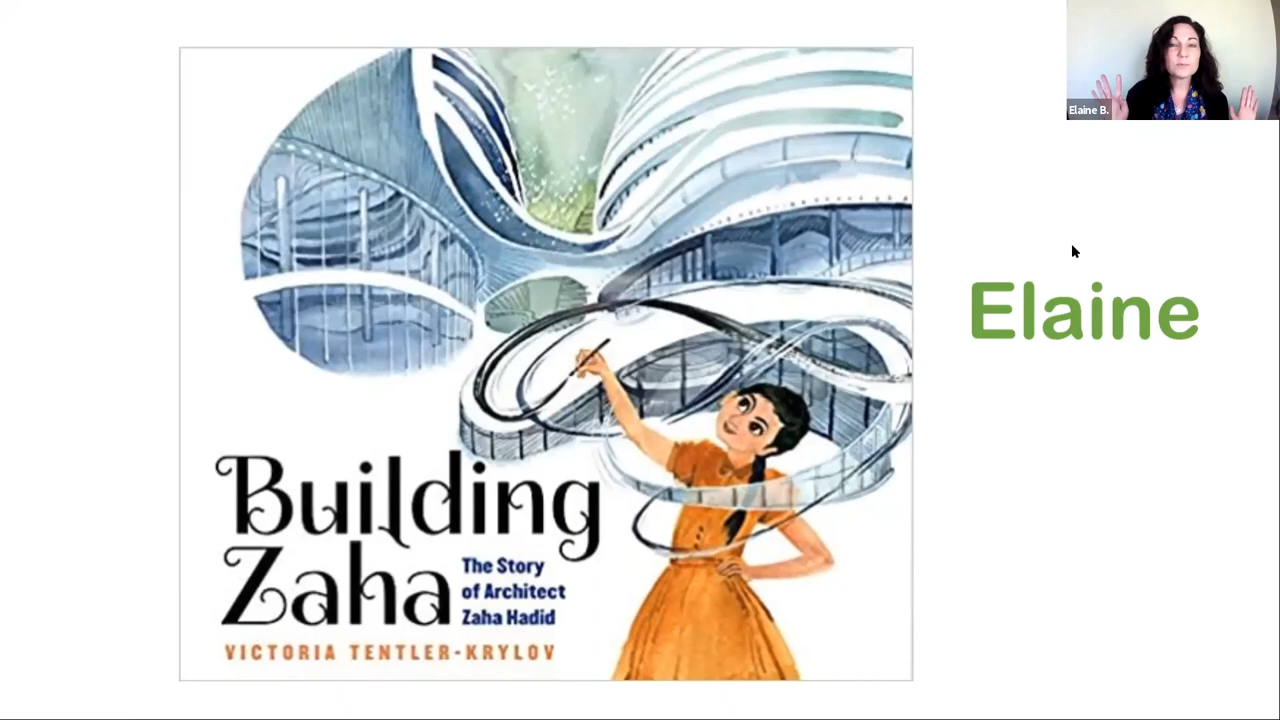 Elaine B.
Elaine
Building
Zaha
The Story
of Architect
Zaha Hadid
VICTORIA TENTLER-KRYLOV